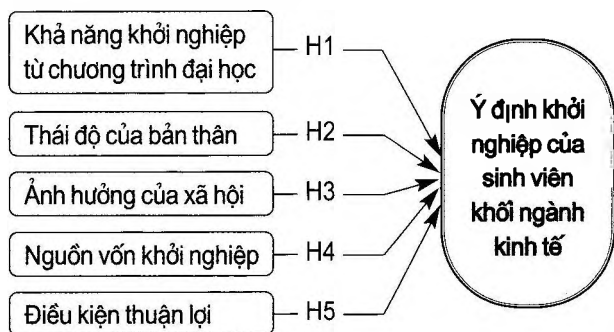 Khả năng khởi nghiệp
từ chương trình đại học
H1
Thái độ của bản thân
H2
Ảnh hưởng của xã hội
H3
Nguồn vốn khởi nghiệp
H4
Điều kiện thuận lợi
H5
Ý định khởi
nghiệp của
sinh viên
khối ngành
kinh tế